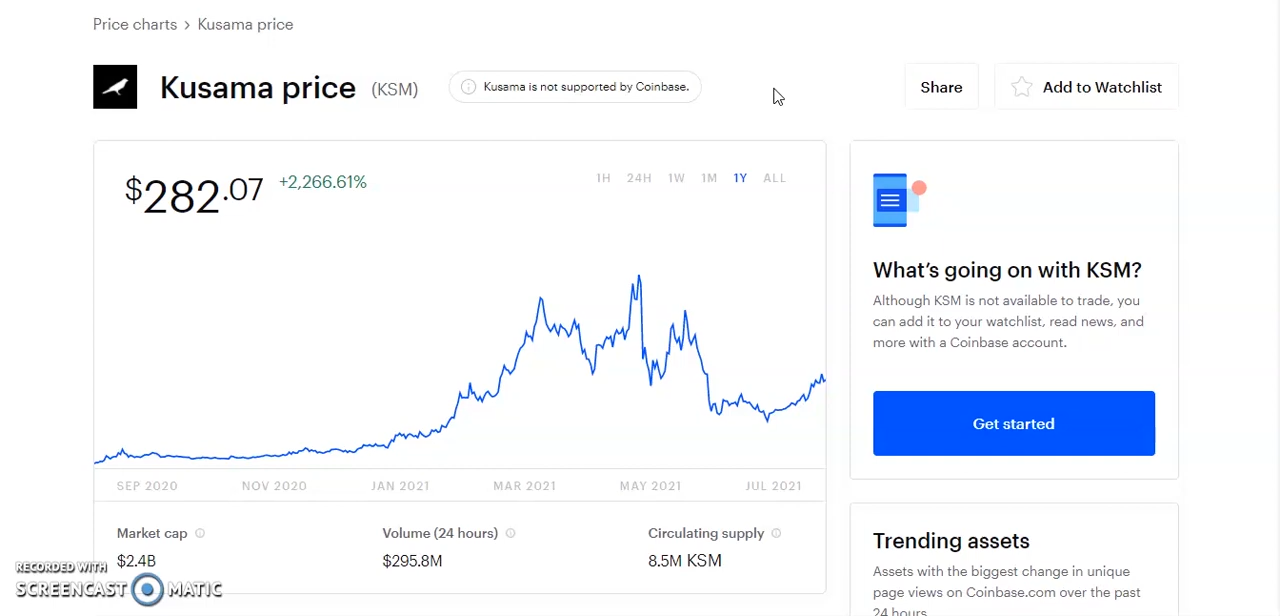 Price charts › Kusama price
Kusama price (KSM)
Kusama is not supported by Coinbase.
Share
Add to Watchlist
$282.07 +2,266.61%
1H 24H 1W 1M 1Y ALL
SEP 2020 NOV 2020 JAN 2021 MAR 2021 MAY 2021 JUL 2021
Market cap
$2.4B
Volume (24 hours)
$295.8M
Circulating supply
8.5M KSM
What's going on with KSM?
Although KSM is not available to trade, you
can add it to your watchlist, read news, and
more with a Coinbase account.
Get started
Trending assets
Assets with the biggest change in unique
page views on Coinbase.com over the past
24 hours
RECORDED WITH
SCREENCAST MATIC